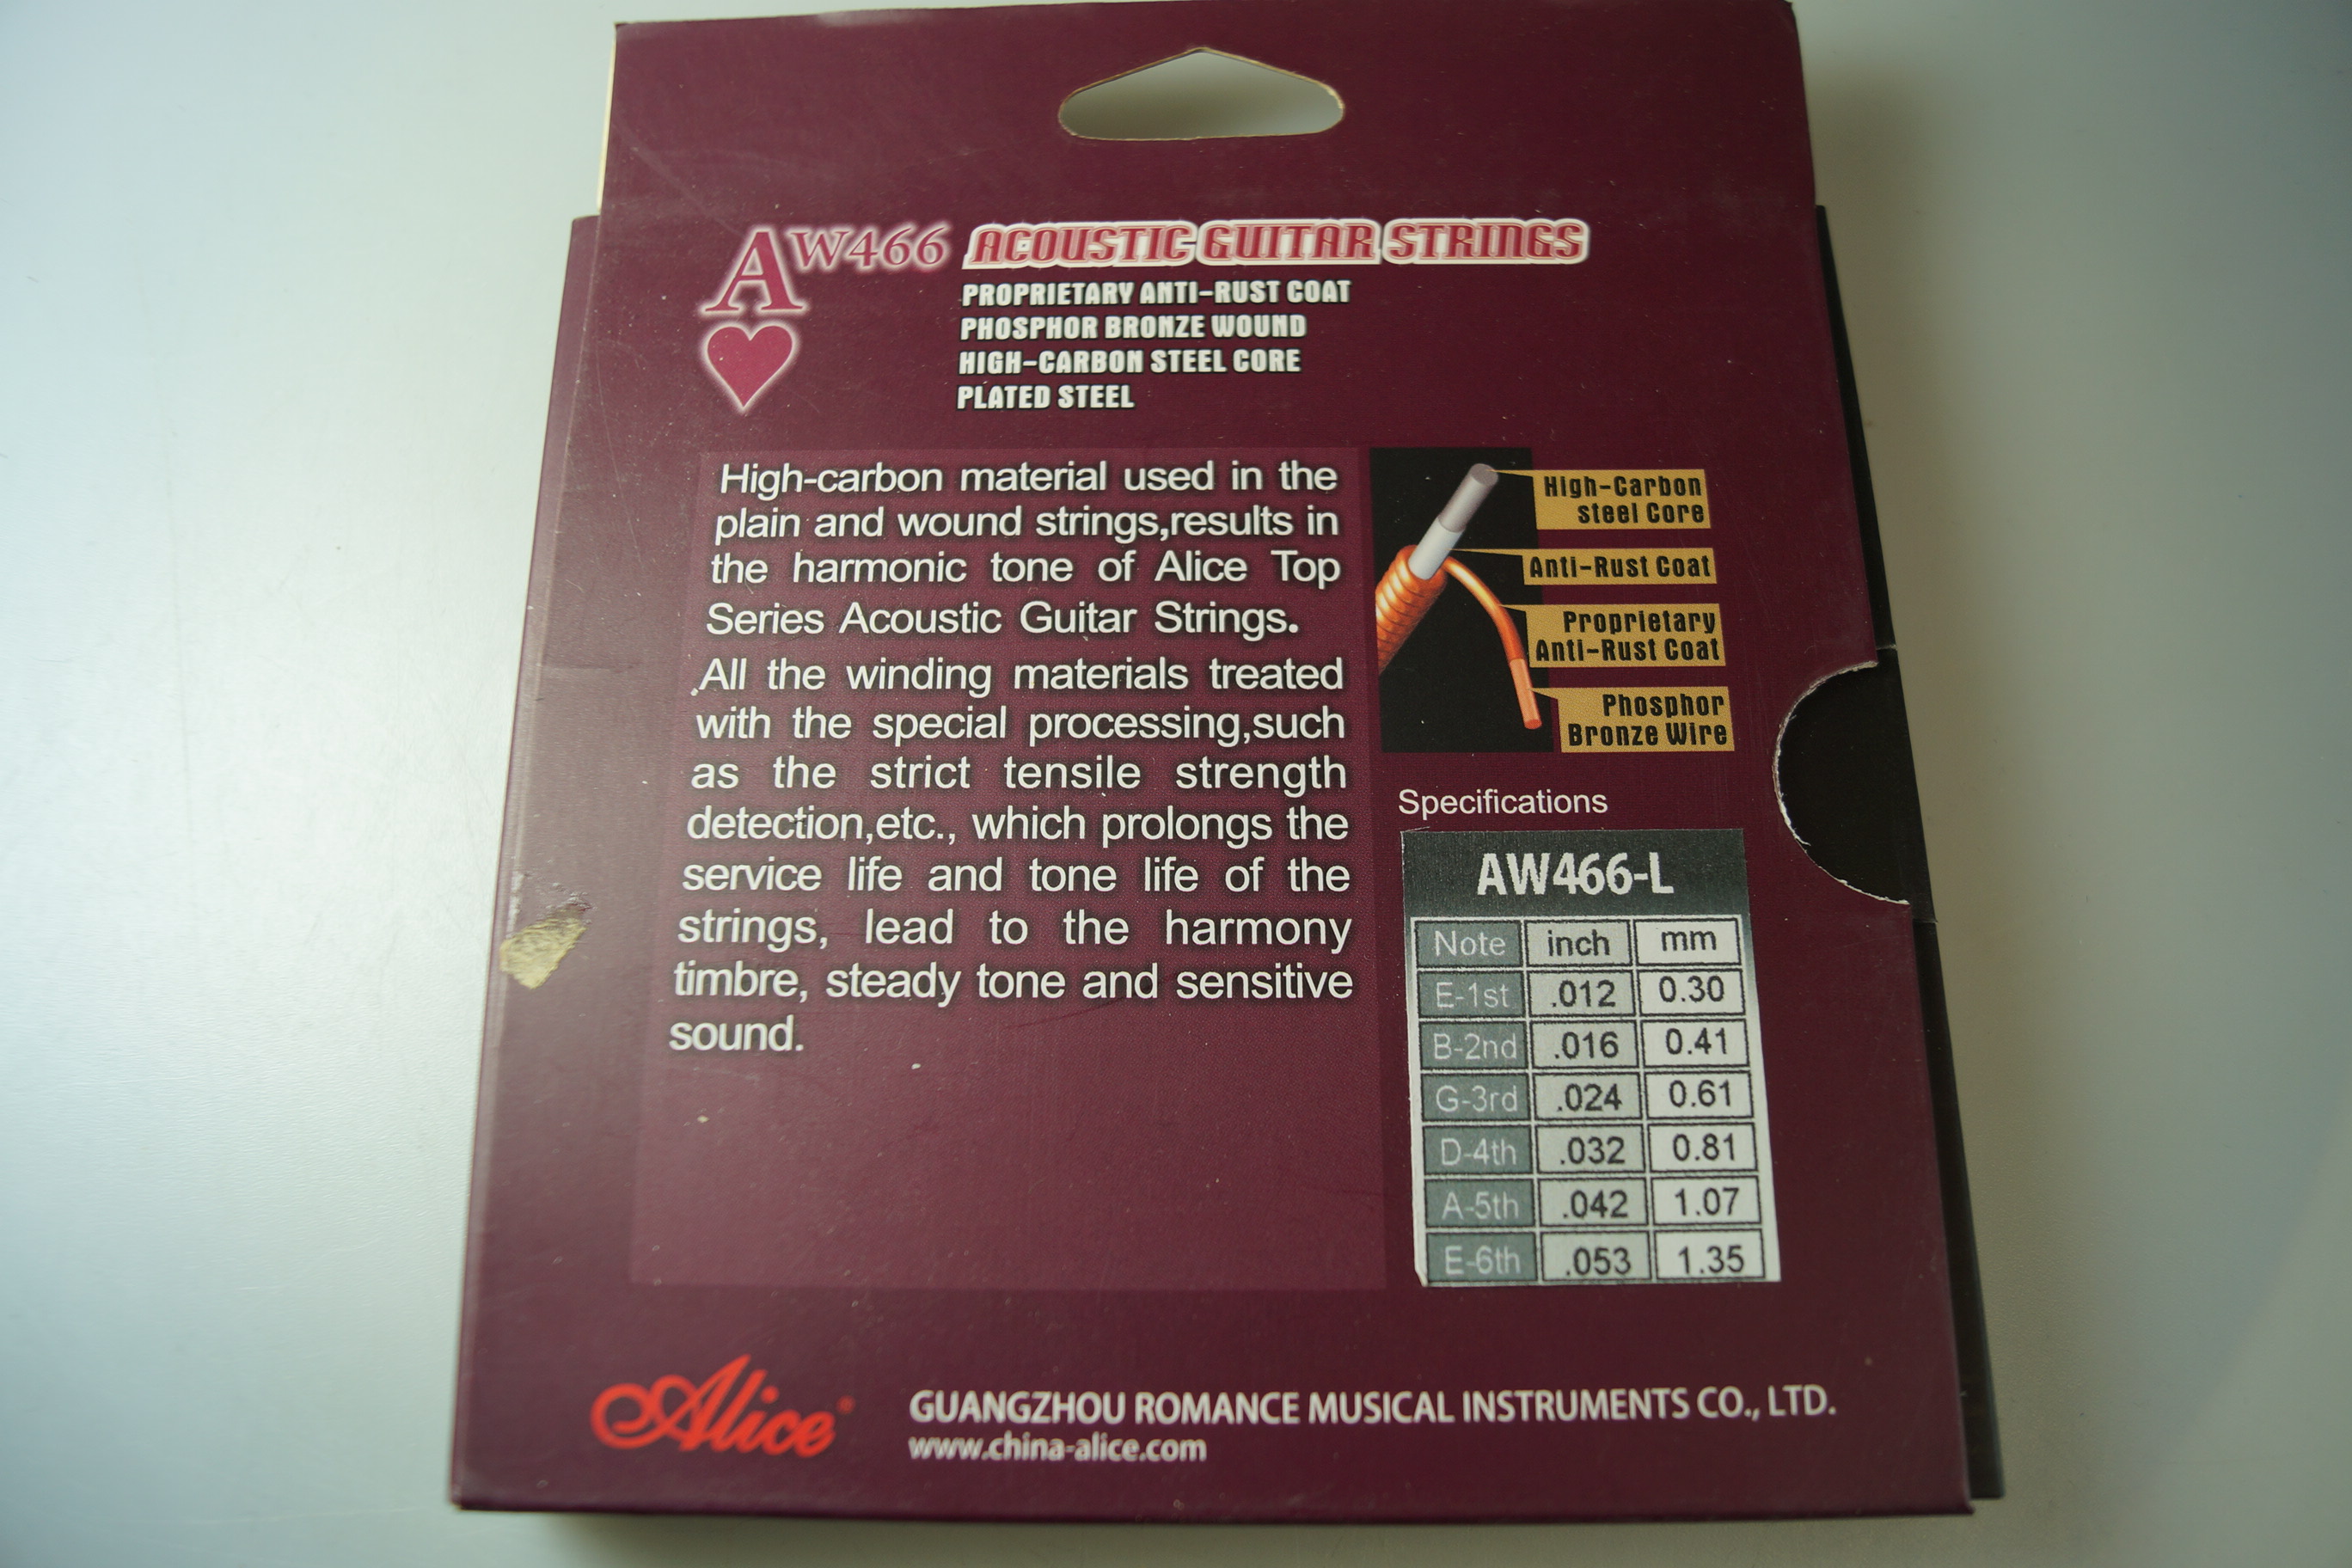 AW466 ACOUSTIC GUITAR STRINGS
PROPRIETARY ANTI-RUST COAT
PHOSPHOR BRONZE WOUND
HIGH-CARBON STEEL CORE
PLATED STEEL
High-carbon material used in the
plain and wound strings,results in
the harmonic tone of Alice Top
Series Acoustic Guitar Strings.
All the winding materials treated
with the special processing,such
as the strict tensile strength
detection,etc., which prolongs the
service life and tone life of the
strings, lead to the harmony
timbre, steady tone and sensitive
sound.
High-Carbon
steel Core
Anti-Rust Coat
Proprietary
Anti-Rust Coat
Phosphor
Bronze Wire
Specifications
AW466-L
Note inch mm
E-1st .012 0.30
B-2nd .016 0.41
G-3rd .024 0.61
D-4th .032 0.81
A-5th .042 1.07
E-6th .053 1.35
Alice®
GUANGZHOU ROMANCE MUSICAL INSTRUMENTS CO., LTD.
www.china-alice.com